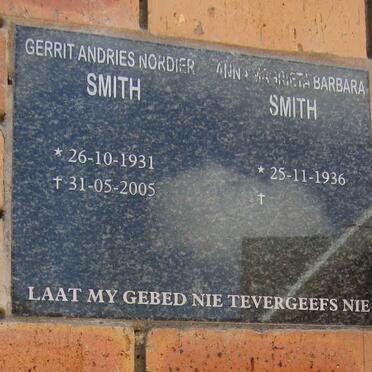 GERRIT ANDRIES NORDIER
SMITH
* 26-10-1931
† 31-05-2005
BARBARA
SMITH
* 25-11-1936
†
LAAT MY GEBED NIE TEVERGEEFS NIE